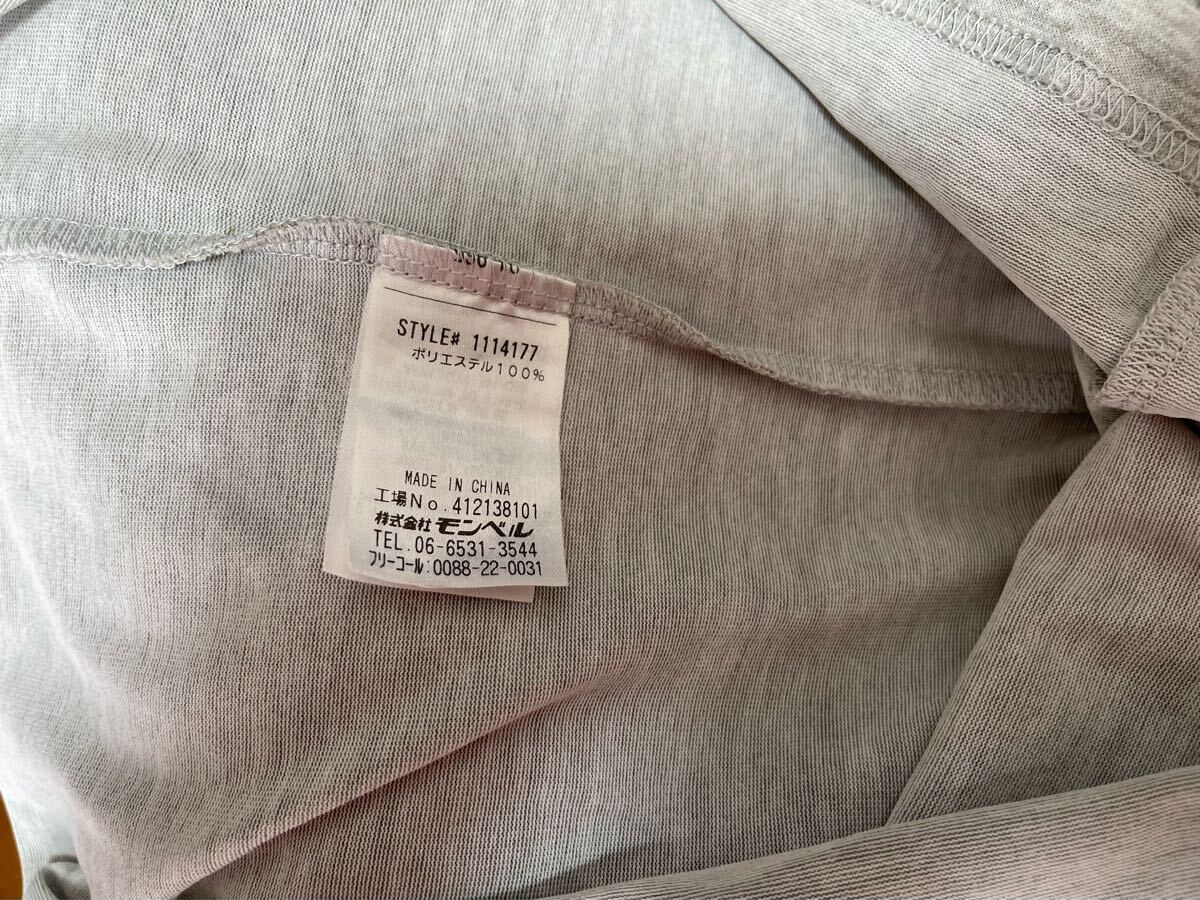 STYLE# 1114177
ポリエステル100%
MADE IN CHINA
工場No.412138101
株式会社モンベル
TEL.06-6531-3544
フリーコール:0088-22-0031